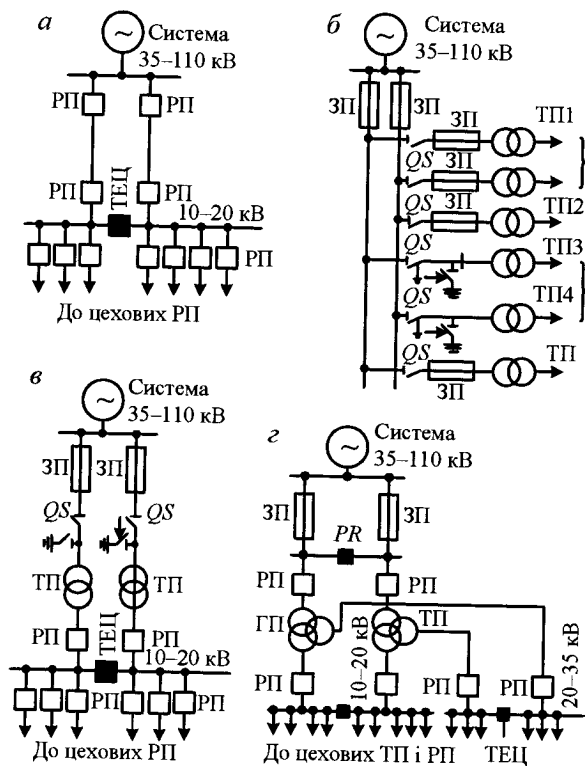 а
~
Система
35–110 кВ
РП
РП
РП
ТЕЦ
РП
10–20 кВ
РП
До цехових РП
б
~
Система
35–110 кВ
ЗП
ЗП
ЗП
ТП1
QS
ЗП
QS
ЗП
ТП2
QS
ТП3
QS
ТП4
QS
ТП
ЗП
в
~
Система
35–110 кВ
ЗП
ЗП
QS
QS
ТП
ТП
РП
ТЕЦ
РП
10–20 кВ
РП
РП
До цехових РП
г
~
Система
35–110 кВ
ЗП
ЗП
PR
РП
РП
ГП
ТП
РП
10–20 кВ
РП
РП
20–35 кВ
До цехових ТП і РП
ТЕЦ